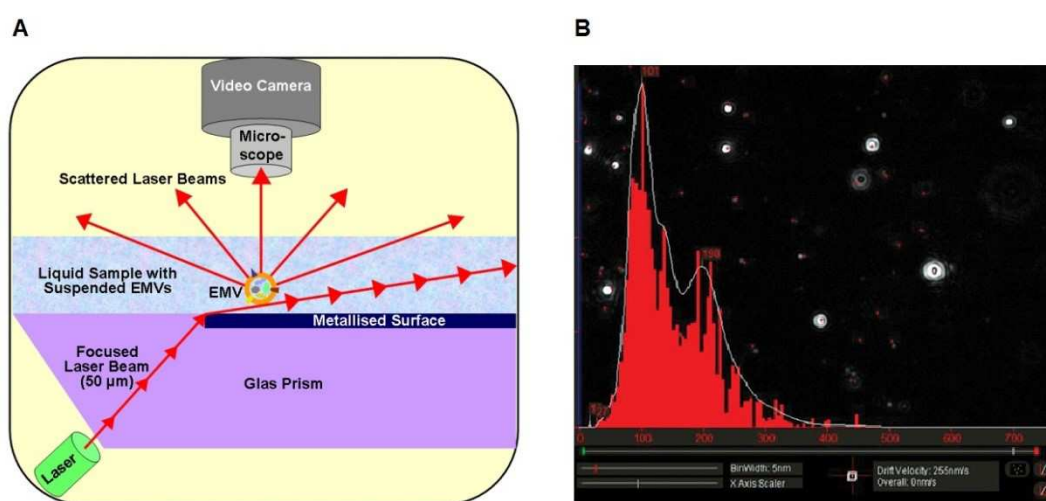 A
Video Camera
Micro-
scope
Scattered Laser Beams
Liquid Sample with
Suspended EMVs
EMV
Metallised Surface
Focused
Laser Beam
(50 µm)
Glas Prism
Laser
B
101
199
0 100 200 300 400 500 600 700
BinWidth: 5nm
X Axis Scaler
Drift Velocity: 255nm/s
Overall: 0nm/s